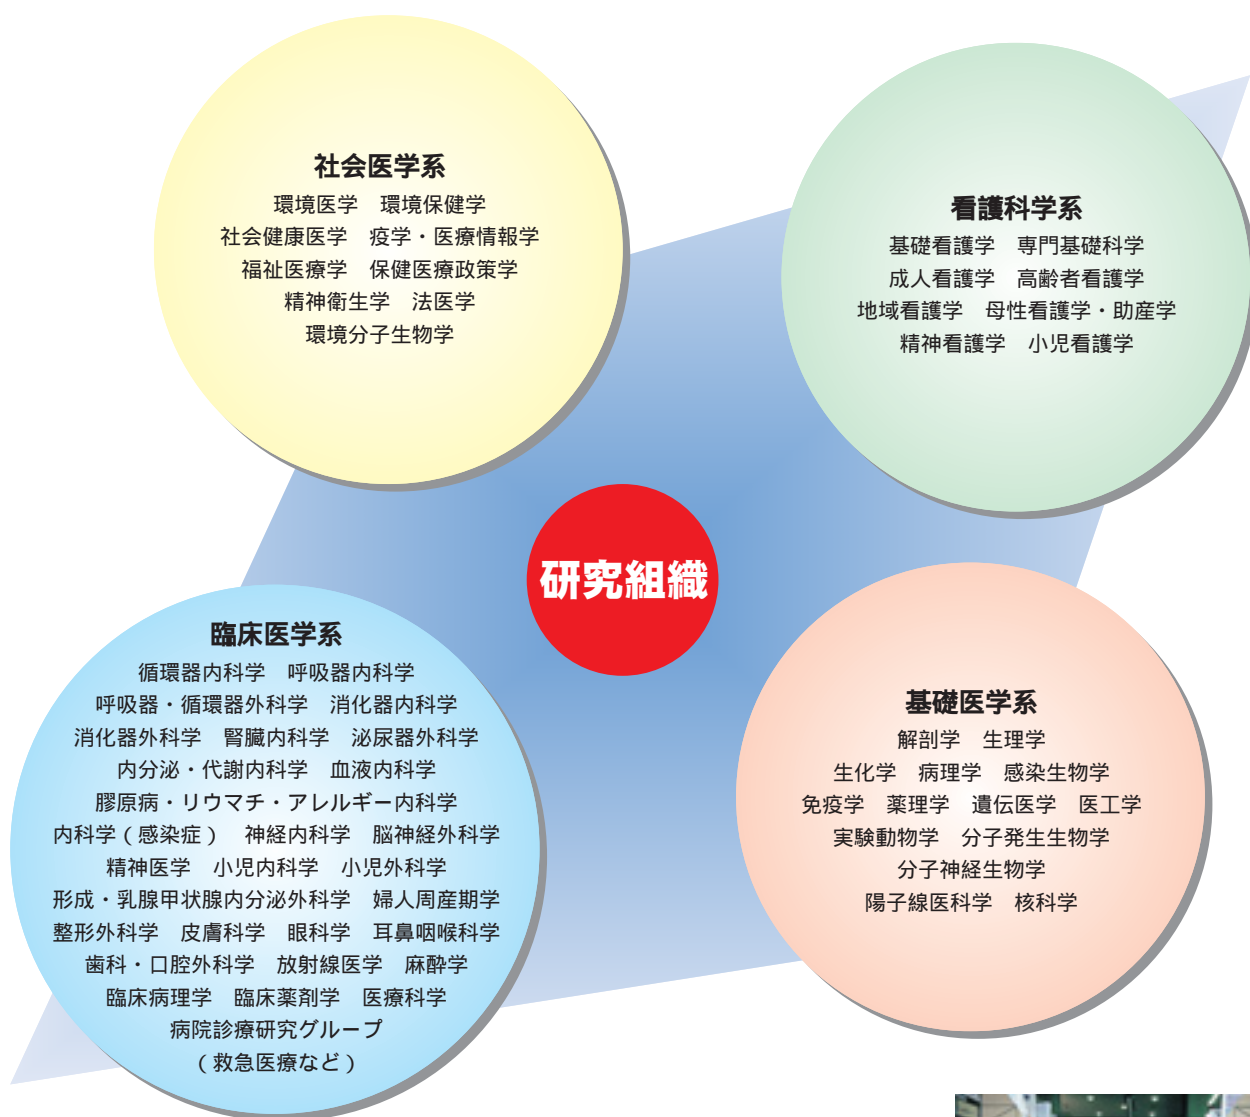 社会医学系
環境医学　環境保健学
社会健康医学　疫学・医療情報学
福祉医療学　保健医療政策学
精神衛生学　法医学
環境分子生物学
看護科学系
基礎看護学　専門基礎科学
成人看護学　高齢者看護学
地域看護学　母性看護学・助産学
精神看護学　小児看護学
研究組織
臨床医学系
循環器内科学　呼吸器内科学
呼吸器・循環器外科学　消化器内科学
消化器外科学　腎臓内科学　泌尿器外科学
内分泌・代謝内科学　血液内科学
膠原病・リウマチ・アレルギー内科学
内科学（感染症）　神経内科学　脳神経外科学
精神医学　小児内科学　小児外科学
形成・乳腺甲状腺内分泌外科学　婦人周産期学
整形外科学　皮膚科学　眼科学　耳鼻咽喉科学
歯科・口腔外科学　放射線医学　麻酔学
臨床病理学　臨床薬剤学　医療科学
病院診療研究グループ
（救急医療など）
基礎医学系
解剖学　生理学
生化学　病理学　感染生物学
免疫学　薬理学　遺伝医学　医工学
実験動物学　分子発生生物学
分子神経生物学
陽子線医科学　核科学